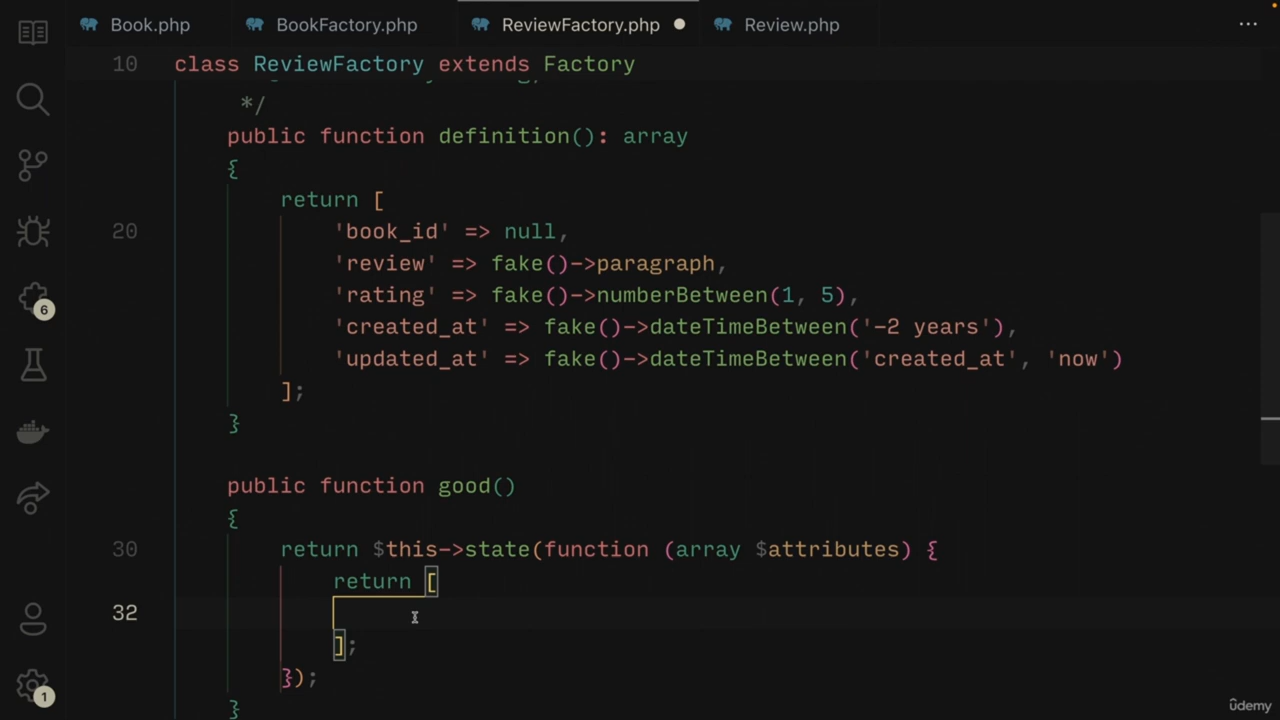 Book.php BookFactory.php ReviewFactory.php Review.php ...
10 class ReviewFactory extends Factory
*/
public function definition(): array
{
return [
20 'book_id' => null,
'review' => fake()->paragraph,
'rating' => fake()->numberBetween(1, 5),
'created_at' => fake()->dateTimeBetween('-2 years'),
'updated_at' => fake()->dateTimeBetween('created_at', 'now')
];
}
public function good()
{
30 return $this->state(function (array $attributes) {
return [
32
];
});
}
6
1
ûdemy